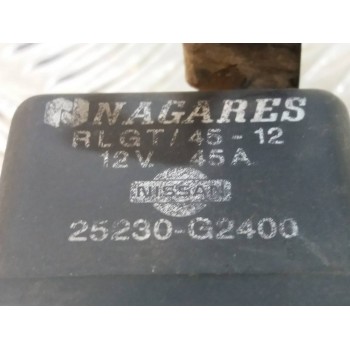 NAGARES
RLGT/45-12
12V. 45A
NISSAN
25230-G2400